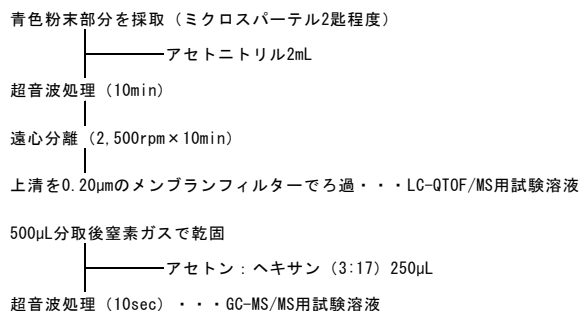 青色粉末部分を採取（ミクロスパーテル2匙程度）
アセトニトリル2mL
超音波処理（10min）
遠心分離（2,500rpm×10min）
上清を0.20μmのメンブランフィルターでろ過・・・LC-QTOF/MS用試験溶液
500μL分取後窒素ガスで乾固
アセトン：ヘキサン（3:17）250μL
超音波処理（10sec）・・・GC-MS/MS用試験溶液